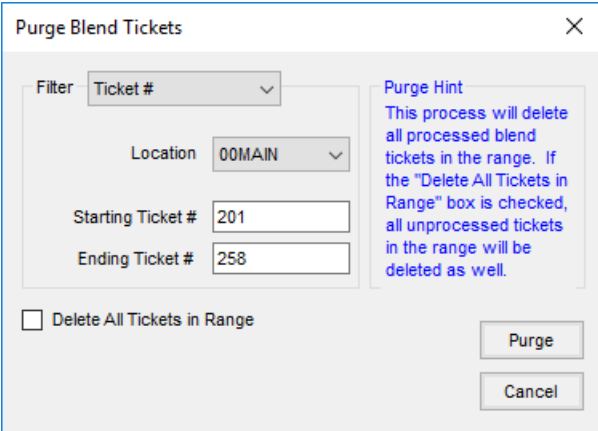 Purge Blend Tickets
Filter Ticket #
Location 00MAIN
Starting Ticket # 201
Ending Ticket # 258
Delete All Tickets in Range
Purge Hint
This process will delete
all processed blend
tickets in the range.  If
the "Delete All Tickets in
Range" box is checked,
all unprocessed tickets
in the range will be
deleted as well.
Purge
Cancel